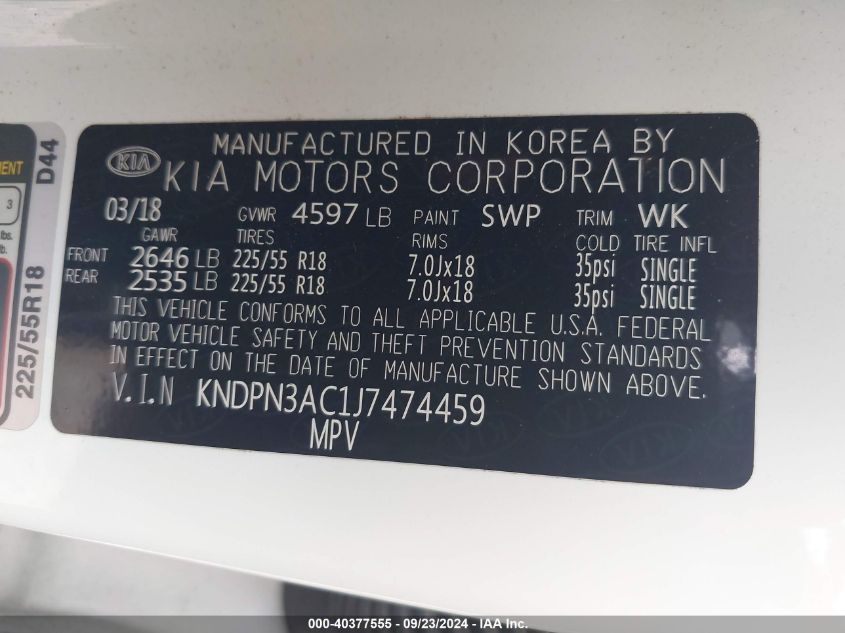 MANUFACTURED IN KOREA BY
KIA KIA MOTORS CORPORATION
03/18 GVWR 4597 LB PAINT SWP TRIM WK
GAWR TIRES RIMS COLD TIRE INFL
FRONT 2646 LB 225/55 R18 7.0Jx18 35psi SINGLE
REAR 2535 LB 225/55 R18 7.0Jx18 35psi SINGLE
THIS VEHICLE CONFORMS TO ALL APPLICABLE U.S.A. FEDERAL
MOTOR VEHICLE SAFETY AND THEFT PREVENTION STANDARDS
IN EFFECT ON THE DATE OF MANUFACTURE SHOWN ABOVE.
V.I.N KNDPN3AC1J7474459
MPV
3
lbs.
225/55R18 D44
000-40377555 - 09/23/2024 - IAA Inc.